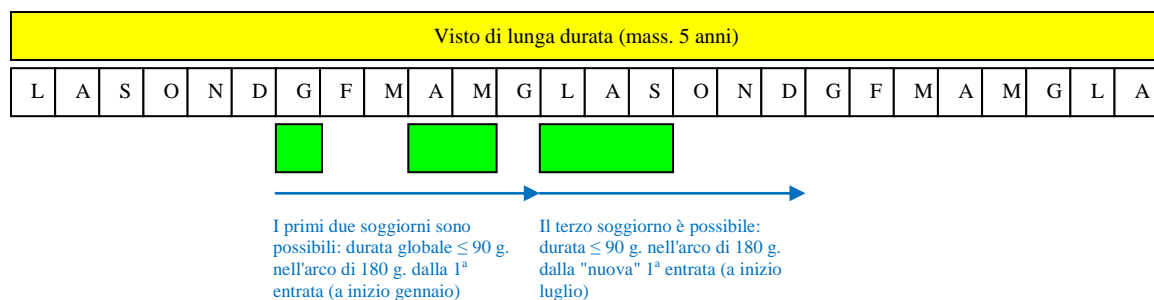 Visto di lunga durata (mass. 5 anni)
L A S O N D G F M A M G L A S O N D G F M A M G L A
I primi due soggiorni sono
possibili: durata globale ≤ 90 g.
nell'arco di 180 g. dalla 1ª
entrata (a inizio gennaio)
Il terzo soggiorno è possibile:
durata ≤ 90 g. nell'arco di 180 g.
dalla "nuova" 1ª entrata (a inizio
luglio)